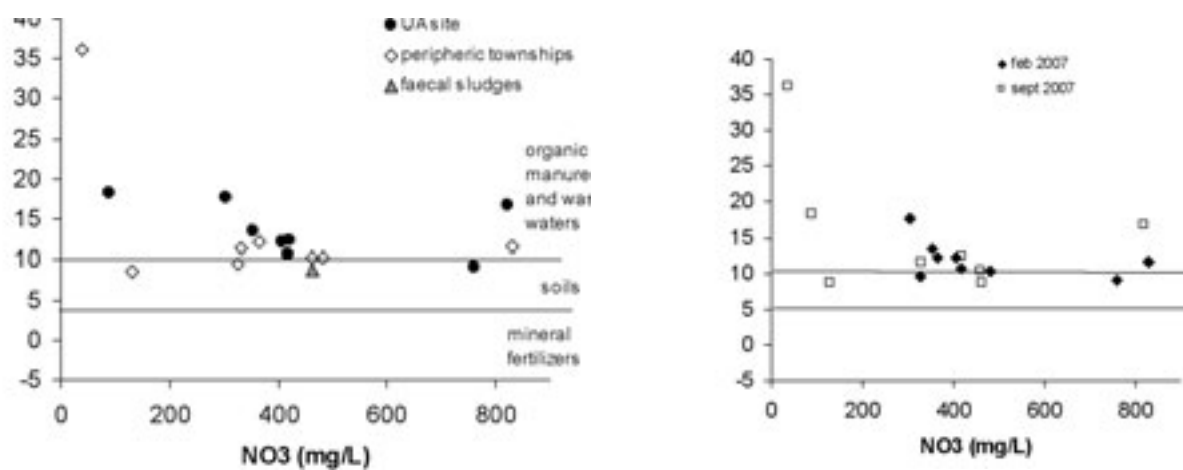 40
35
30
25
20
15
10
5
0
-5
0 200 400 600 800
NO3 (mg/L)
UA site
peripheric townships
faecal sludges
organic
manure
and
waters
soils
mineral
fertilizers
40
35
30
25
20
15
10
5
0
-5
0 200 400 600 800
NO3 (mg/L)
feb 2007
sept 2007